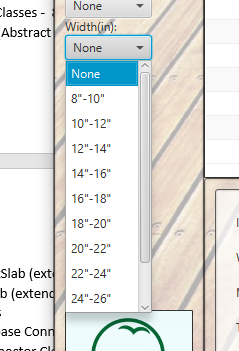 None
Classes -
Width(in):
(Abstract
None
None
8"-10"
10"-12"
12"-14"
14"-16"
16"-18"
18"-20"
20"-22"
22"-24"
24"-26"
Slab (exte
b (extend
s
ase Conn
nector Cl